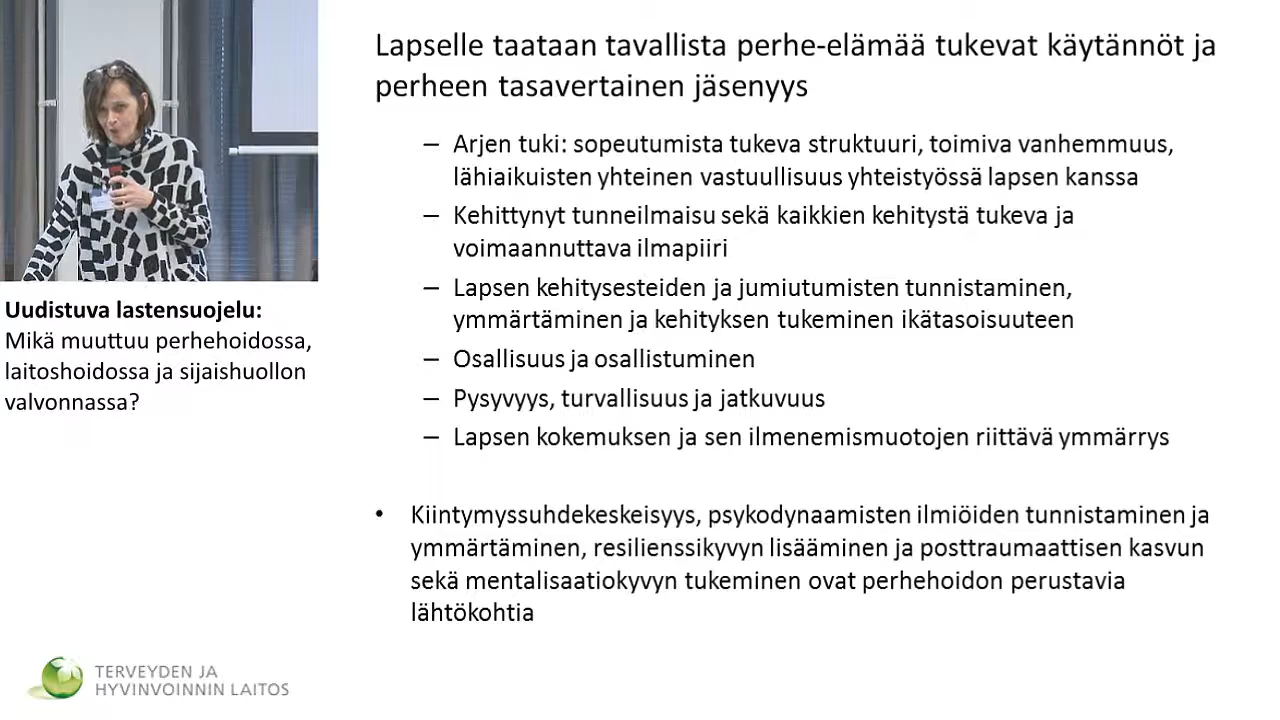 Lapselle taataan tavallista perhe-elämää tukevat käytännöt ja
perheen tasavertainen jäsenyys
– Arjen tuki: sopeutumista tukeva struktuuri, toimiva vanhemmuus,
lähiaikuisten yhteinen vastuullisuus yhteistyössä lapsen kanssa
– Kehittynyt tunneilmaisu sekä kaikkien kehitystä tukeva ja
voimaannuttava ilmapiiri
– Lapsen kehitysesteiden ja jumiutumisten tunnistaminen,
ymmärtäminen ja kehityksen tukeminen ikätasoisuuteen
– Osallisuus ja osallistuminen
– Pysyvyys, turvallisuus ja jatkuvuus
– Lapsen kokemuksen ja sen ilmenemismuotojen riittävä ymmärrys
• Kiintymyssuhdekeskeisyys, psykodynaamisten ilmiöiden tunnistaminen ja
ymmärtäminen, resilienssikyvyn lisääminen ja posttraumaattisen kasvun
sekä mentalisaatiokyvyn tukeminen ovat perhehoidon perustavia
lähtökohtia
Uudistuva lastensuojelu:
Mikä muuttuu perhehoidossa,
laitoshoidossa ja sijaishuollon
valvonnassa?
TERVEYDEN JA
HYVINVOINNIN LAITOS